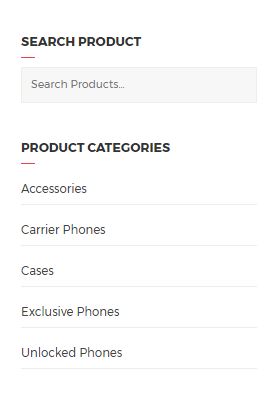 SEARCH PRODUCT
Search Products...
PRODUCT CATEGORIES
Accessories
Carrier Phones
Cases
Exclusive Phones
Unlocked Phones